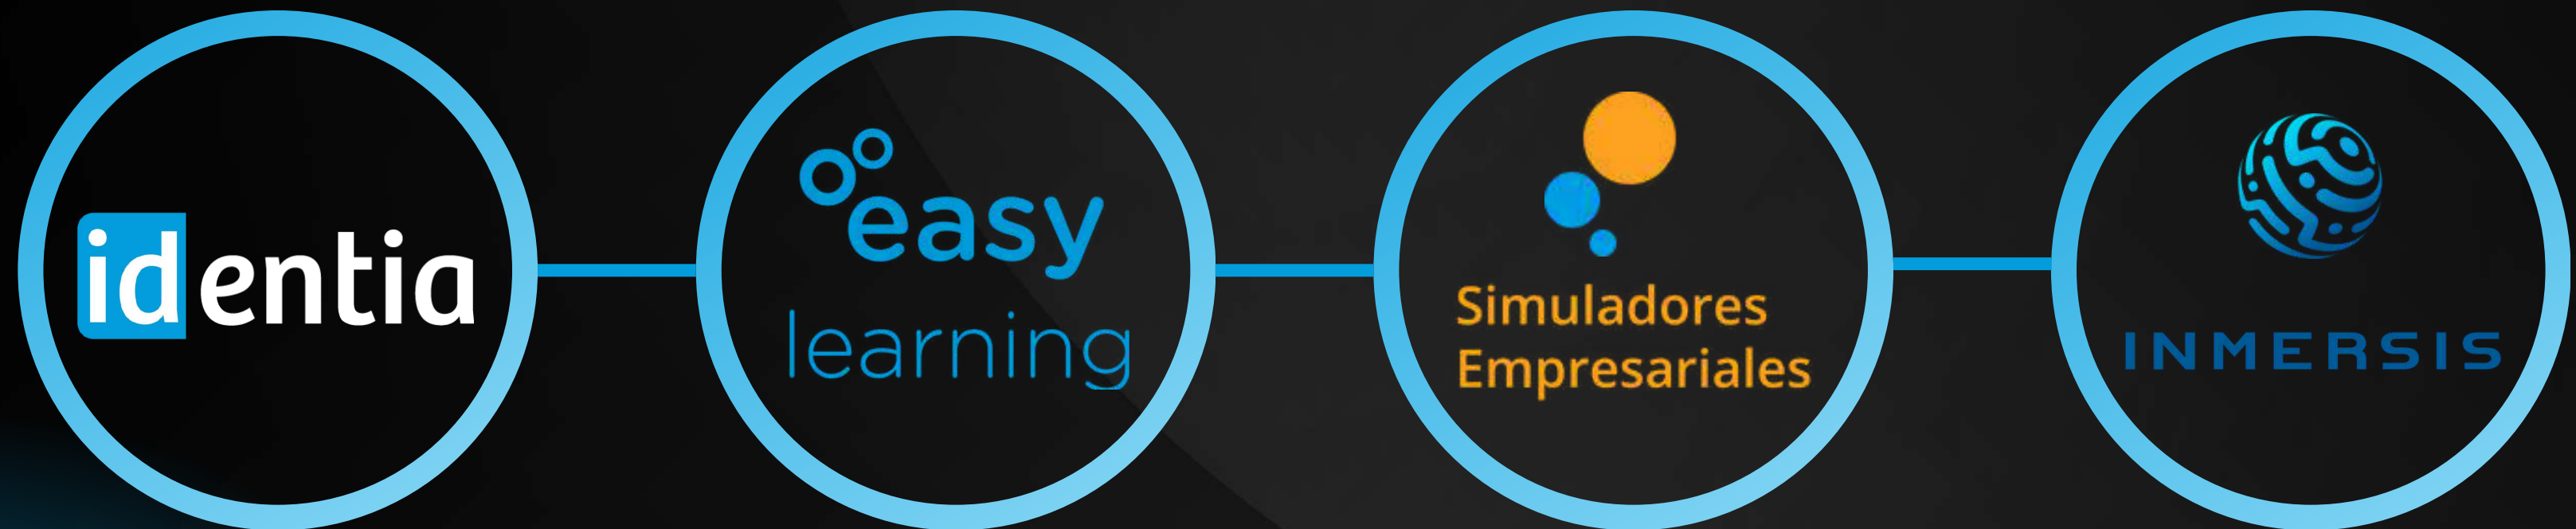 identia
easy
learning
Simuladores
Empresariales
INMERSIS